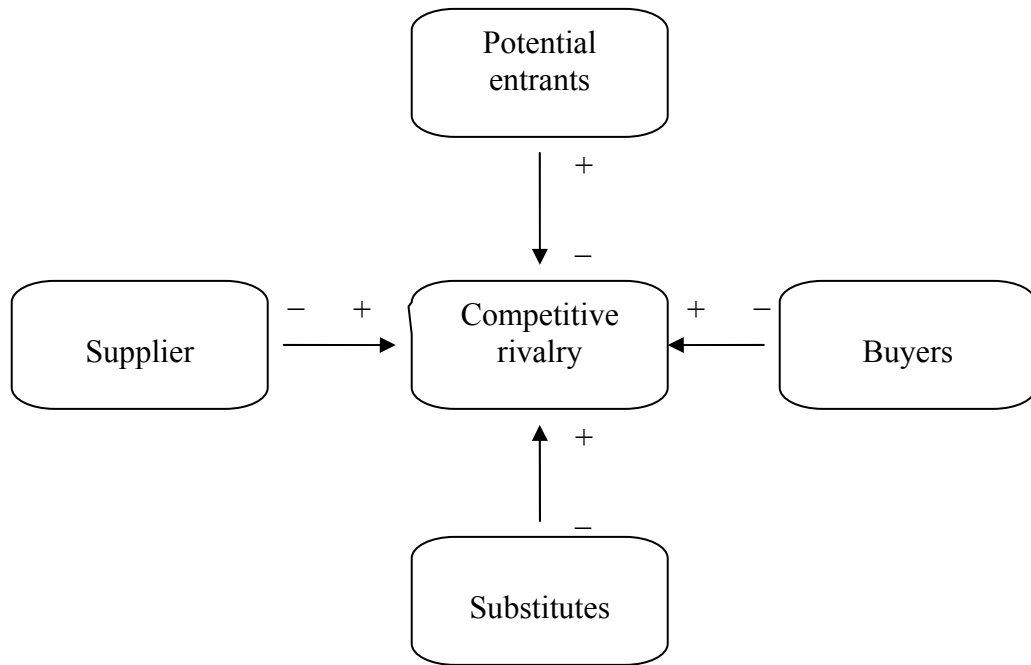 Potential
entrants
+
−
− +
Supplier
Competitive
rivalry
+ −
Buyers
+
−
Substitutes